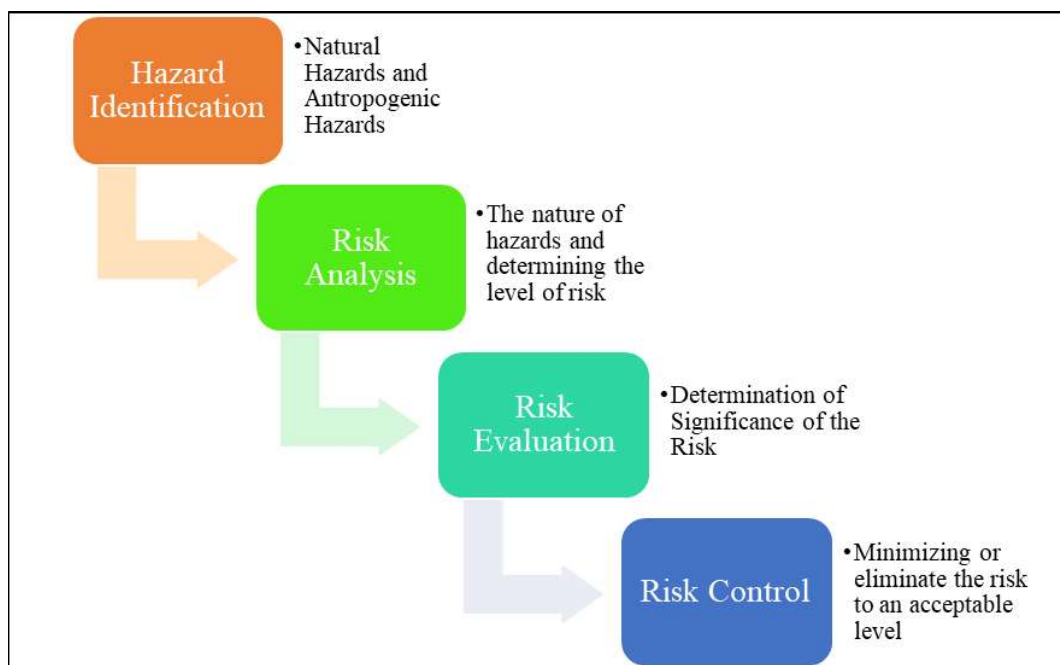 Hazard
Identification
•Natural
Hazards and
Antropogenic
Hazards
Risk
Analysis
•The nature of
hazards and
determining the
level of risk
Risk
Evaluation
•Determination of
Significance of the
Risk
Risk Control
•Minimizing or
eliminate the risk
to an acceptable
level